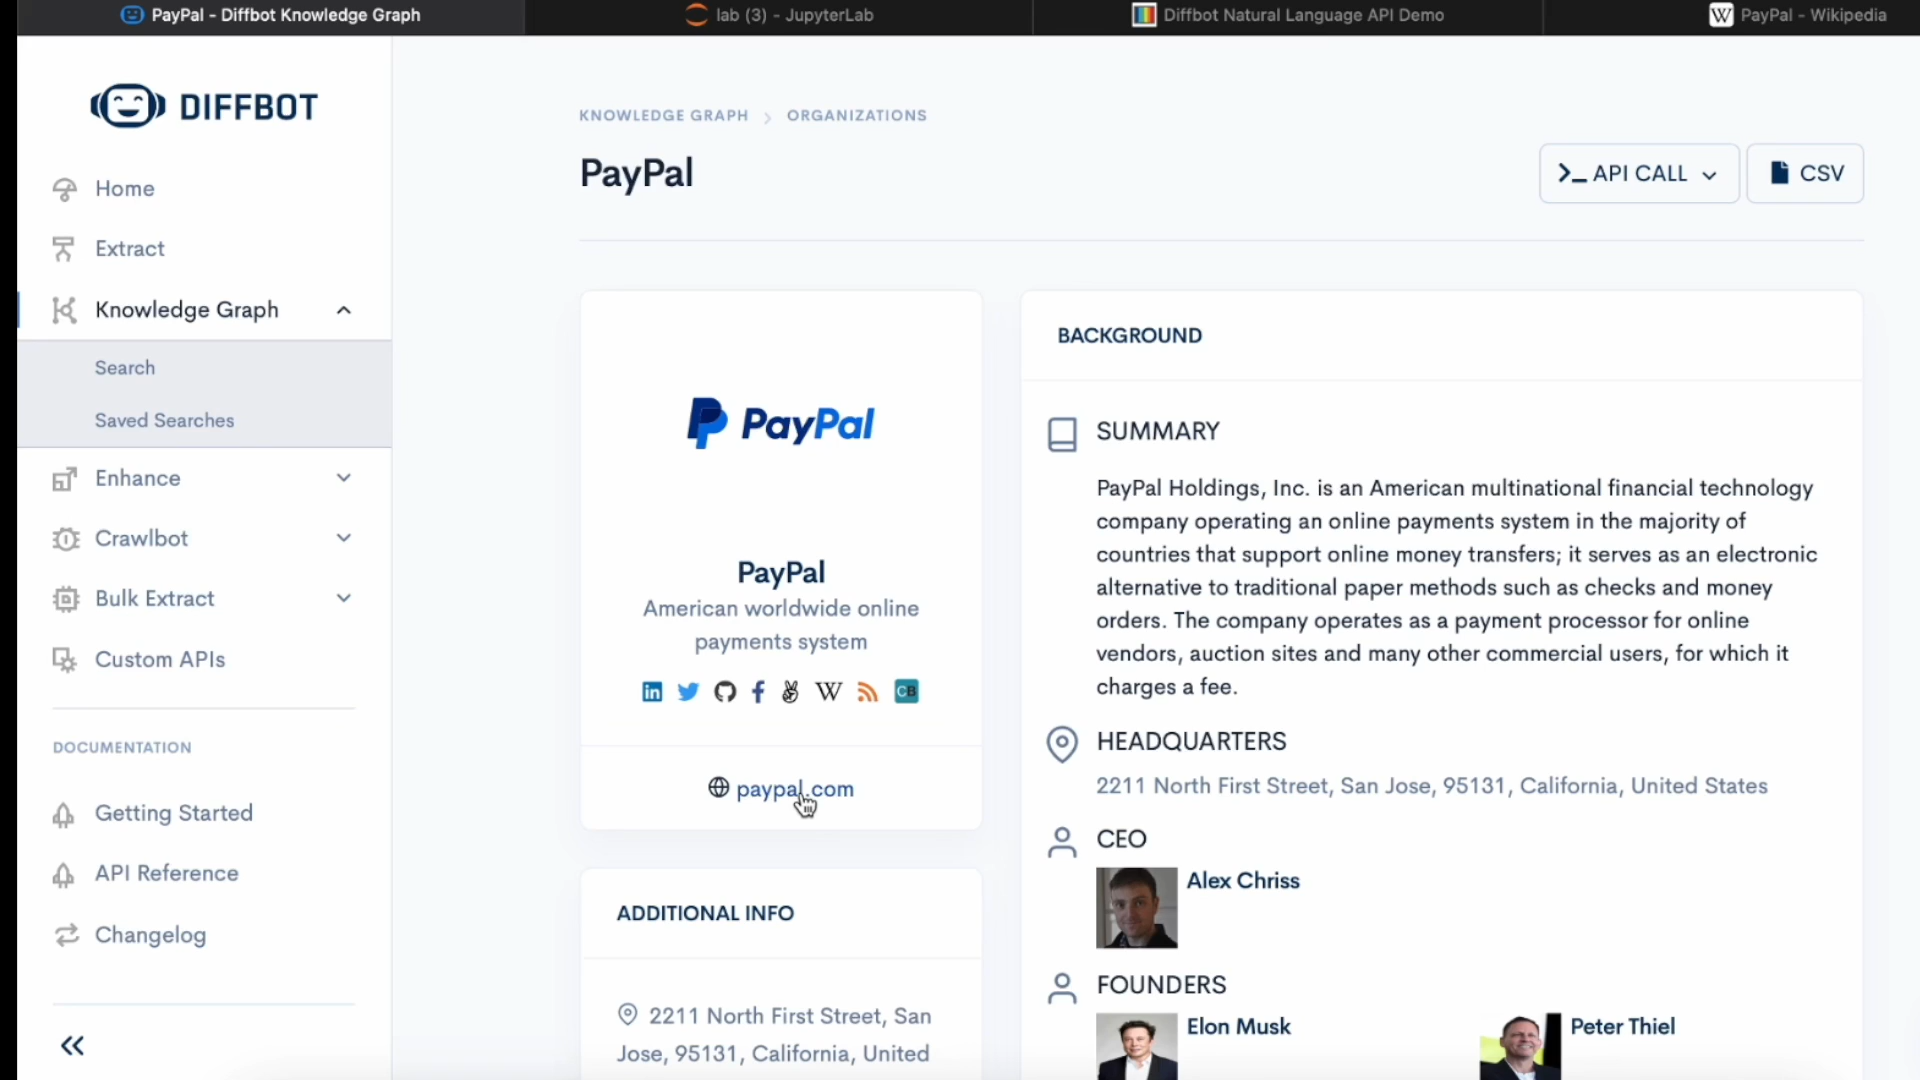 PayPal - Diffbot Knowledge Graph
lab (3) - JupyterLab
Diffbot Natural Language API Demo
W PayPal - Wikipedia
DIFFBOT
Home
Extract
Knowledge Graph
Search
Saved Searches
Enhance
Crawlbot
Bulk Extract
Custom APIs
DOCUMENTATION
Getting Started
API Reference
Changelog
KNOWLEDGE GRAPH > ORGANIZATIONS
PayPal
API CALL
CSV
PayPal
PayPal
American worldwide online
payments system
in f W CB
paypal.com
ADDITIONAL INFO
2211 North First Street, San
Jose, 95131, California, United
BACKGROUND
SUMMARY
PayPal Holdings, Inc. is an American multinational financial technology
company operating an online payments system in the majority of
countries that support online money transfers; it serves as an electronic
alternative to traditional paper methods such as checks and money
orders. The company operates as a payment processor for online
vendors, auction sites and many other commercial users, for which it
charges a fee.
HEADQUARTERS
2211 North First Street, San Jose, 95131, California, United States
CEO
Alex Chriss
FOUNDERS
Elon Musk
Peter Thiel